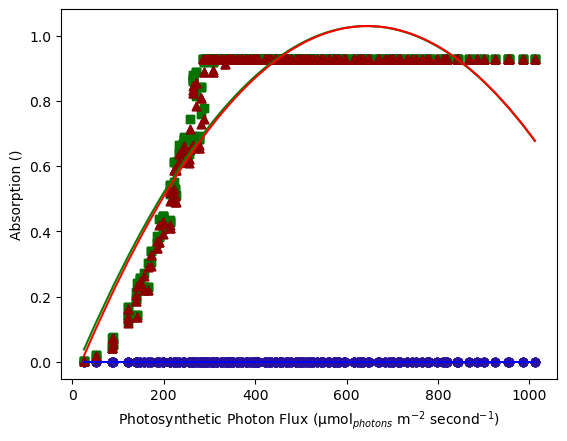 1.0
0.8
0.6
0.4
0.2
0.0
Absorption ()
0 200 400 600 800 1000
Photosynthetic Photon Flux (μmol$_{photons}$ m$^{-2}$ second$^{-1}$)